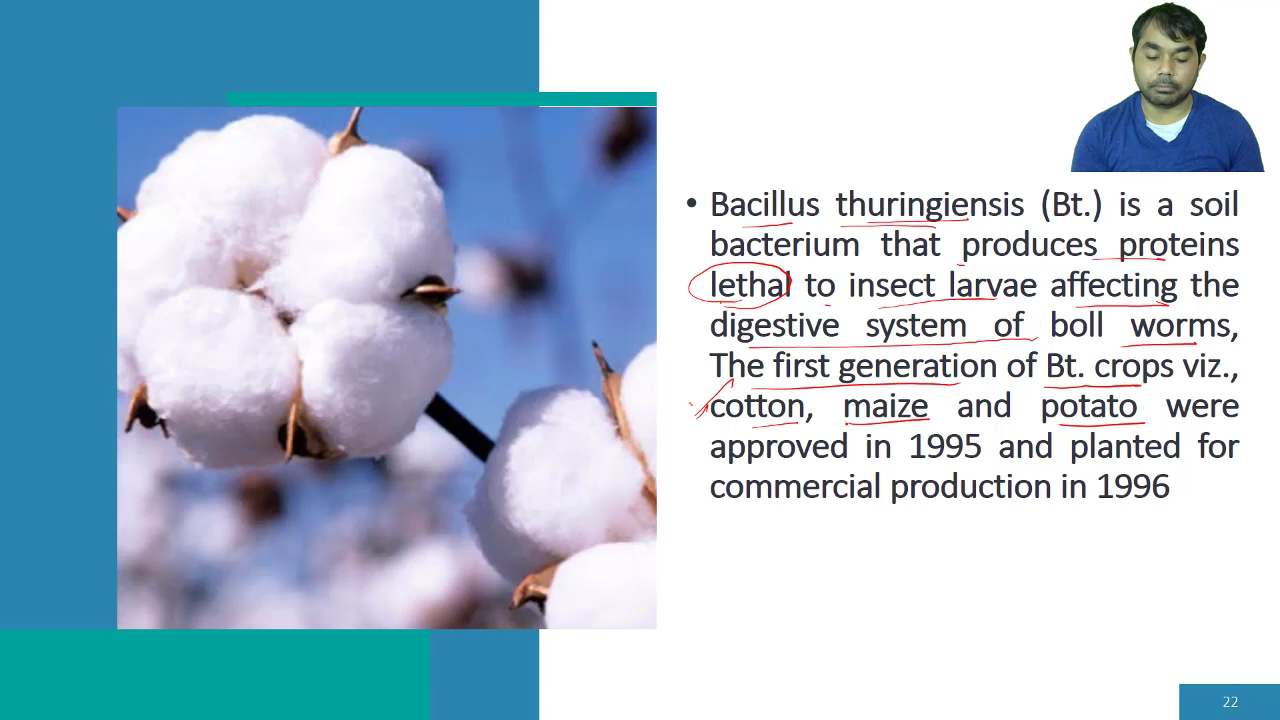 • Bacillus thuringiensis (Bt.) is a soil
bacterium that produces proteins
lethal to insect larvae affecting the
digestive system of boll worms,
The first generation of Bt. crops viz.,
cotton, maize and potato were
approved in 1995 and planted for
commercial production in 1996
22